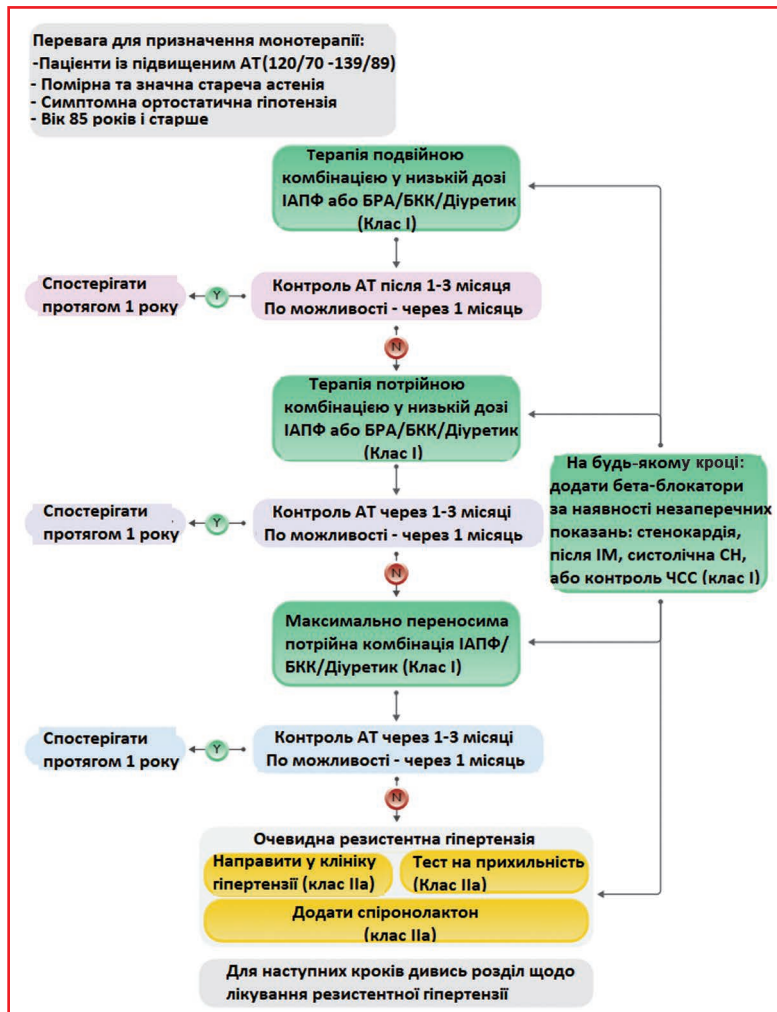 Перевага для призначення монотерапії:
-Пацієнти із підвищеним АТ(120/70 -139/89)
- Помірна та значна стареча астенія
- Симптомна ортостатична гіпотензія
- Вік 85 років і старше
Терапія подвійною
комбінацією у низькій дозі
ІАПФ або БРА/БКК/Діуретик
(Клас I)
Спостерігати
протягом 1 року
Y
Контроль АТ після 1-3 місяця
По можливості - через 1 місяць
N
Терапія потрійною
комбінацією у низькій дозі
ІАПФ або БРА/БКК/Діуретик
(Клас I)
На будь-якому кроці:
додати бета-блокатори
за наявності незаперечних
показань: стенокардія,
після ІМ, систолічна СН,
або контроль ЧСС (клас I)
Спостерігати
протягом 1 року
Y
Контроль АТ через 1-3 місяці
По можливості - через 1 місяць
N
Максимально переносима
потрійна комбінація ІАПФ/
БКК/Діуретик (Клас I)
Спостерігати
протягом 1 року
Y
Контроль АТ через 1-3 місяці
По можливості - через 1 місяць
N
Очевидна резистентна гіпертензія
Направити у клініку
гіпертензії (клас IIa)
Тест на прихильність
(Клас IIa)
Додати спіронолактон
(клас IIa)
Для наступних кроків дивись розділ щодо
лікування резистентної гіпертензії